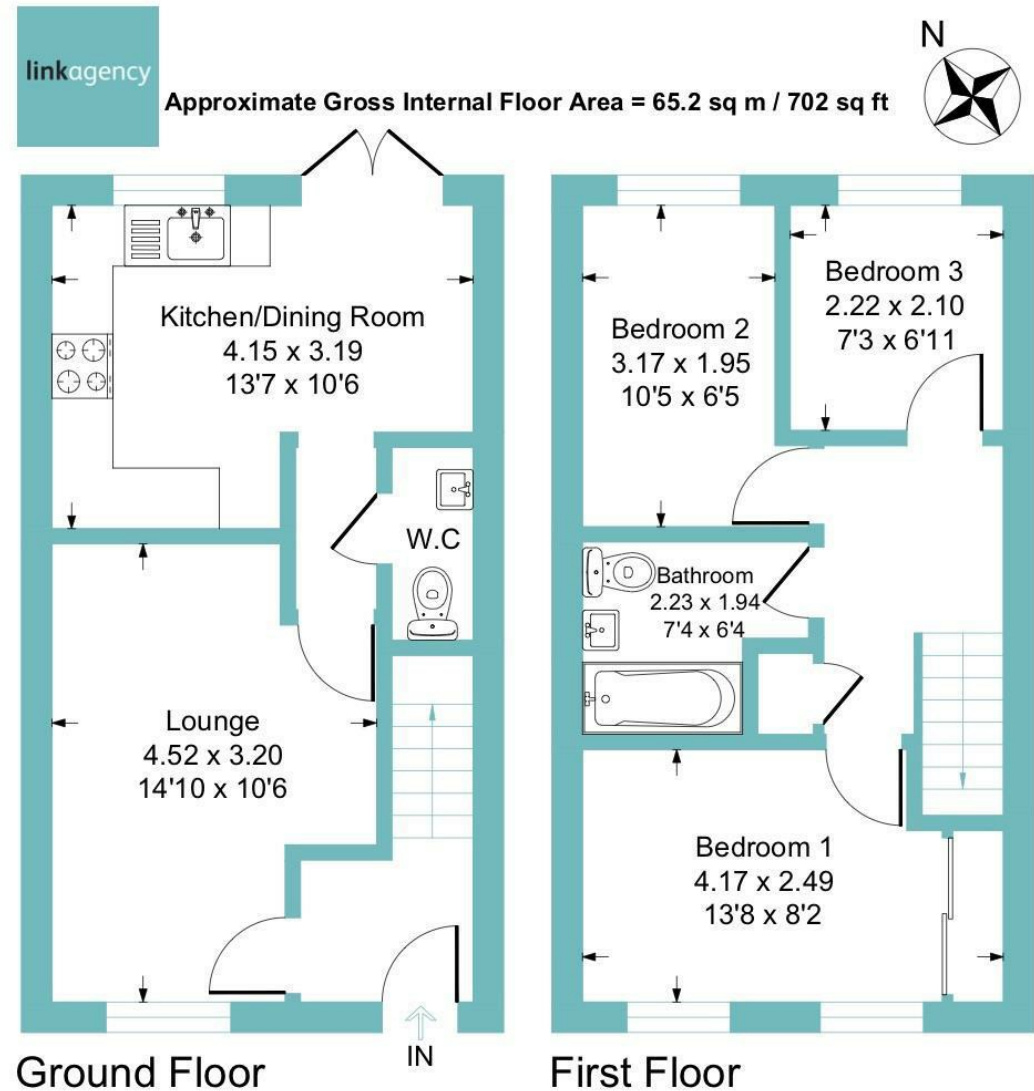 linkagency
N
Approximate Gross Internal Floor Area = 65.2 sq m / 702 sq ft
Kitchen/Dining Room
4.15 x 3.19
13'7 x 10'6
W.C
Lounge
4.52 x 3.20
14'10 x 10'6
IN
Ground Floor
Bedroom 2
3.17 x 1.95
10'5 x 6'5
Bedroom 3
2.22 x 2.10
7'3 x 6'11
Bathroom
2.23 x 1.94
7'4 x 6'4
Bedroom 1
4.17 x 2.49
13'8 x 8'2
First Floor